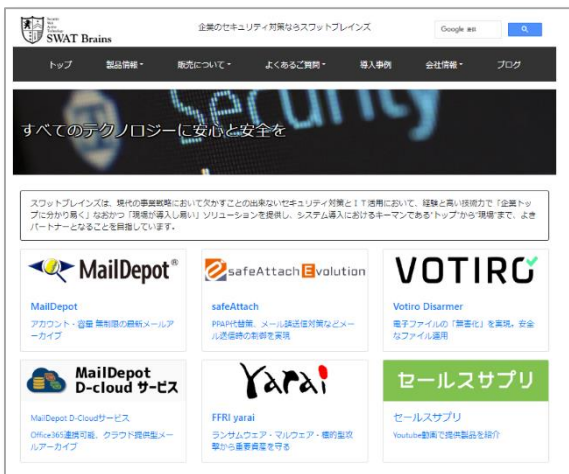 SWAT Brains
企業のセキュリティ対策ならスワットブレインズ
Google
トップ 製品情報 販売について よくあるご質問 導入事例 会社情報 ブログ
security
すべてのテクノロジーに安心と安全を
スワットブレインズは、現代の事業戦略において欠かすことの出来ないセキュリティ対策とＩＴ活用において、経験と高い技術力で「企業トッ
プに分かり易く」なおかつ「現場が導入し易い」ソリューションを提供し、システム導入におけるキーマンである"トップ"から"現場"まで、よき
パートナーとなることを目指しています。
MailDepot®
safeAttach Evolution
VOTIRO
MailDepot
safeAttach
Votiro Disarmer
アカウント・容量 無制限の最新メールア
ーカイブ
PPAP代替策、メール誤送信対策などメー
ル送信時の制御を実現
電子ファイルの「無害化」を実現。安全
なファイル運用
MailDepot
D-cloud サービス
Yarai
セールスサプリ
MailDepot D-Cloudサービス
FFRI yarai
セールスサプリ
Office365連携可能、クラウド提供型メー
ルアーカイブ
ランサムウェア・マルウェア・標的型攻
撃から重要資産を守る
Youtube動画で提供製品を紹介